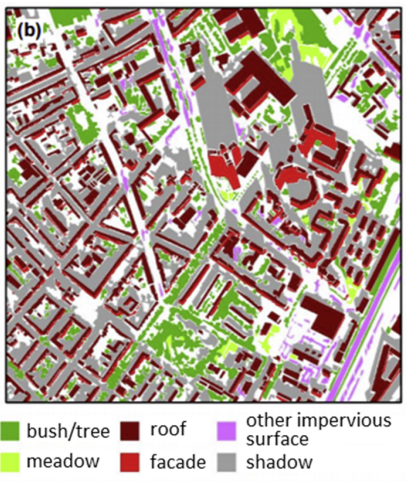 (b)
bush/tree
roof
other impervious
surface
meadow
facade
shadow